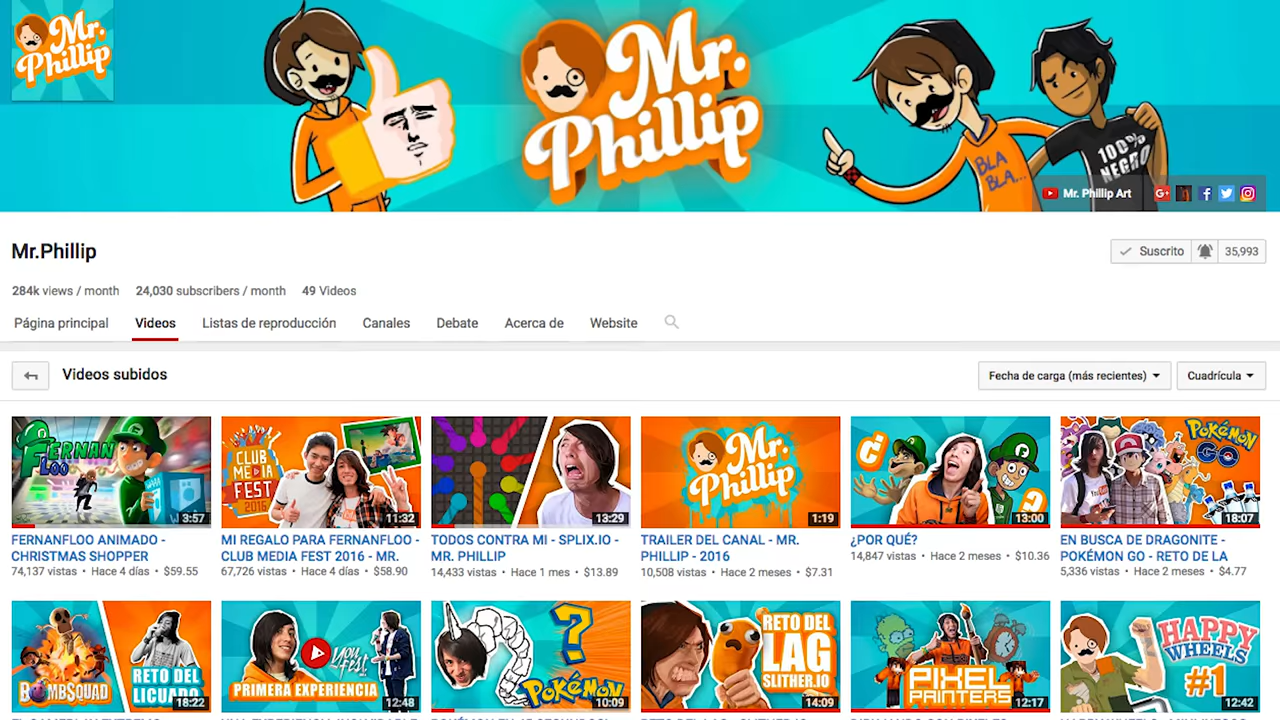 Mr.
Phillip
Mr.
Phillip
BLA
BLA...
100%
NEGRO
Mr. Phillip Art
Mr.Phillip
Suscrito
35,993
284k views / month 24,030 subscribers / month 49 Videos
Página principal Videos Listas de reproducción Canales Debate Acerca de Website
Videos subidos
Fecha de carga (más recientes)
Cuadrícula
FERNAN
FLOO
3:57
CLUB
MEDIA
FEST
2016
11:32
13:29
Mr.
Phillip
1:19
13:00
Pokémon
GO
18:07
FERNANFLOO ANIMADO -
CHRISTMAS SHOPPER
74,137 vistas • Hace 4 días • $59.55
MI REGALO PARA FERNANFLOO -
CLUB MEDIA FEST 2016 - MR.
67,726 vistas • Hace 4 días • $58.90
TODOS CONTRA MI - SPLIX.IO -
MR. PHILLIP
14,433 vistas • Hace 1 mes • $13.89
TRAILER DEL CANAL - MR.
PHILLIP - 2016
10,508 vistas • Hace 2 meses • $7.31
¿POR QUÉ?
14,847 vistas • Hace 2 meses • $10.36
EN BUSCA DE DRAGONITE -
POKÉMON GO - RETO DE LA
5,336 vistas • Hace 2 meses • $4.77
BOMBSQUAD
RETO DEL
LICUADO
18:22
You
Fest
PRIMERA EXPERIENCIA
12:48
?
Pokémon
10:09
RETO DEL
LAG
SLITHER.IO
14:09
PIXEL
PAINTERS
12:17
HAPPY
WHEELS
#1
12:42